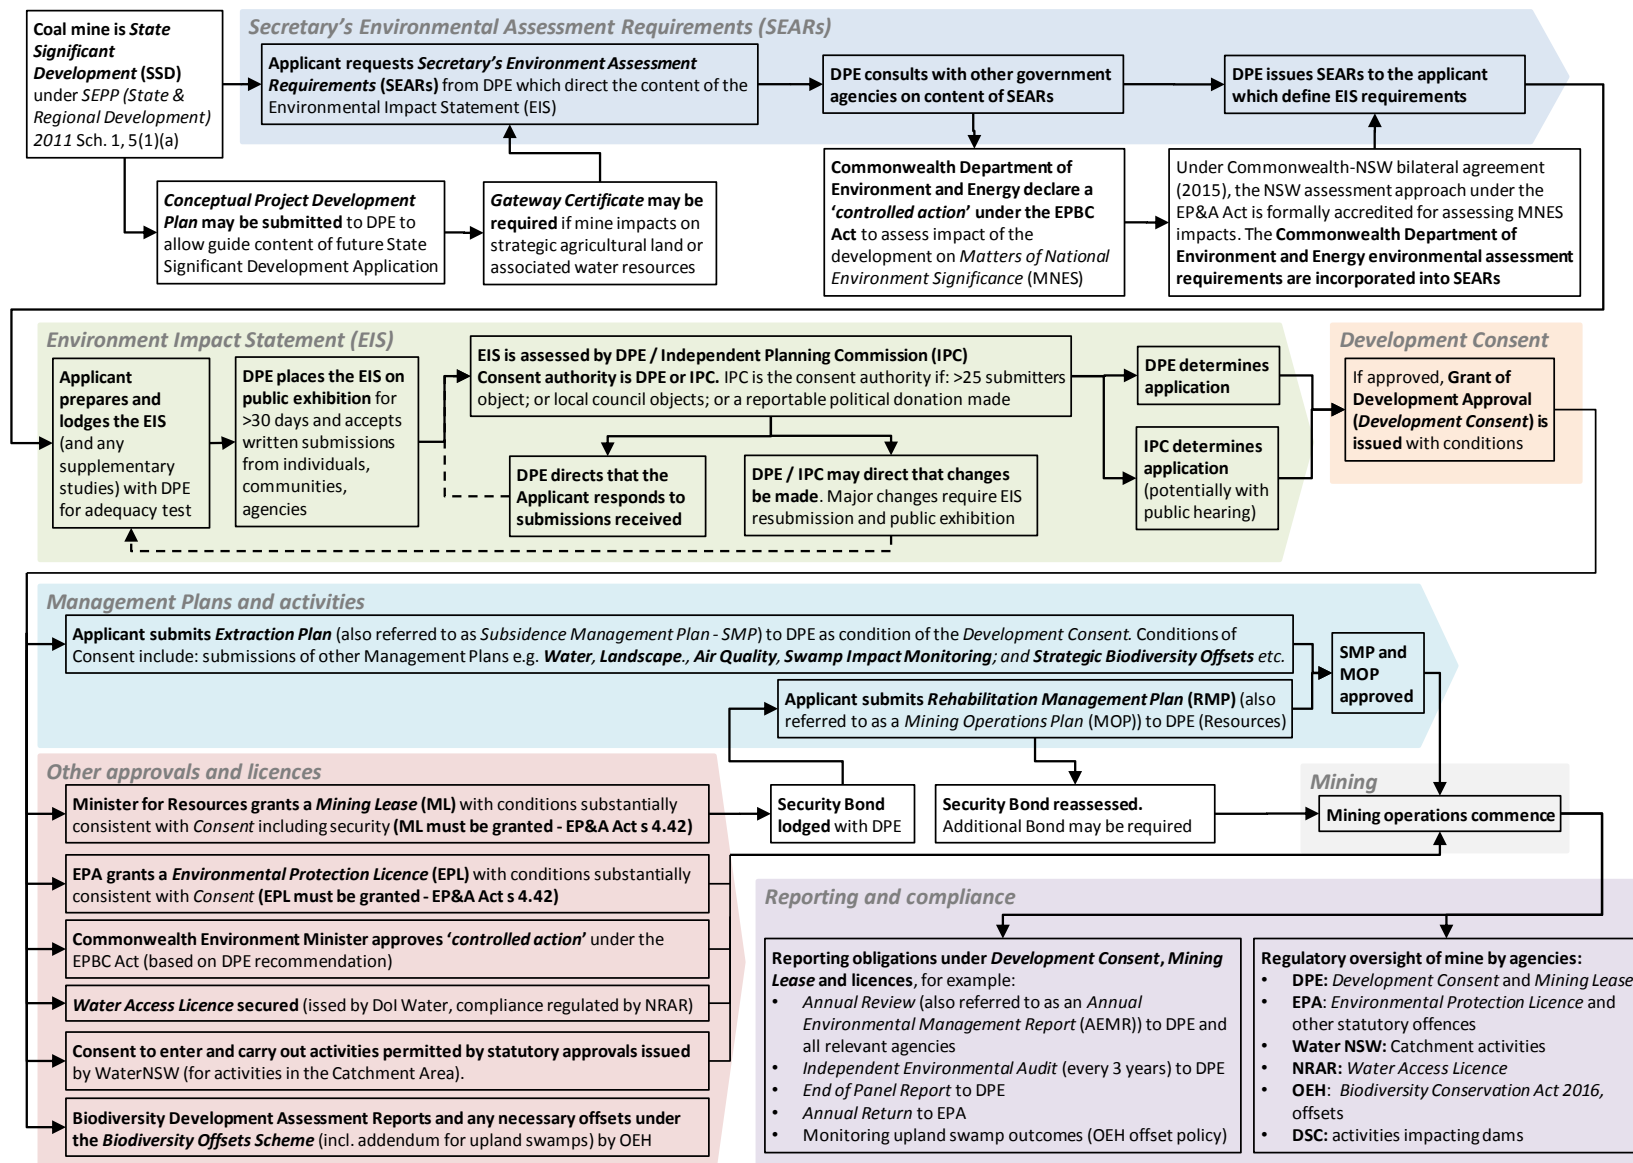 Coal mine is State
Significant
Development (SSD)
under SEPP (State &
Regional Development)
2011 Sch. 1, 5(1)(a)
Secretary's Environmental Assessment Requirements (SEARs)
Applicant requests Secretary's Environment Assessment
Requirements (SEARs) from DPE which direct the content of the
Environmental Impact Statement (EIS)
DPE consults with other government
agencies on content of SEARs
DPE issues SEARs to the applicant
which define EIS requirements
Conceptual Project Development
Plan may be submitted to DPE to
allow guide content of future State
Significant Development Application
Gateway Certificate may be
required if mine impacts on
strategic agricultural land or
associated water resources
Commonwealth Department of
Environment and Energy declare a
'controlled action' under the EPBC
Act to assess impact of the
development on Matters of National
Environment Significance (MNES)
Under Commonwealth-NSW bilateral agreement
(2015), the NSW assessment approach under the
EP&A Act is formally accredited for assessing MNES
impacts. The Commonwealth Department of
Environment and Energy environmental assessment
requirements are incorporated into SEARs
Environment Impact Statement (EIS)
Applicant
prepares and
lodges the EIS
(and any
supplementary
studies) with DPE
for adequacy test
DPE places the EIS on
public exhibition for
>30 days and accepts
written submissions
from individuals,
communities,
agencies
EIS is assessed by DPE / Independent Planning Commission (IPC)
Consent authority is DPE or IPC. IPC is the consent authority if: >25 submitters
object; or local council objects; or a reportable political donation made
DPE directs that the
Applicant responds to
submissions received
DPE / IPC may direct that changes
be made. Major changes require EIS
resubmission and public exhibition
DPE determines
application
IPC determines
application
(potentially with
public hearing)
Development Consent
If approved, Grant of
Development Approval
(Development Consent) is
issued with conditions
Management Plans and activities
Applicant submits Extraction Plan (also referred to as Subsidence Management Plan - SMP) to DPE as condition of the Development Consent. Conditions of
Consent include: submissions of other Management Plans e.g. Water, Landscape., Air Quality, Swamp Impact Monitoring; and Strategic Biodiversity Offsets etc.
Applicant submits Rehabilitation Management Plan (RMP) (also
referred to as a Mining Operations Plan (MOP)) to DPE (Resources)
SMP and
MOP
approved
Other approvals and licences
Minister for Resources grants a Mining Lease (ML) with conditions substantially
consistent with Consent including security (ML must be granted - EP&A Act s 4.42)
Security Bond
lodged with DPE
Security Bond reassessed.
Additional Bond may be required
Mining
Mining operations commence
EPA grants a Environmental Protection Licence (EPL) with conditions substantially
consistent with Consent (EPL must be granted - EP&A Act s 4.42)
Commonwealth Environment Minister approves 'controlled action' under the
EPBC Act (based on DPE recommendation)
Water Access Licence secured (issued by DoI Water, compliance regulated by NRAR)
Consent to enter and carry out activities permitted by statutory approvals issued
by WaterNSW (for activities in the Catchment Area).
Biodiversity Development Assessment Reports and any necessary offsets under
the Biodiversity Offsets Scheme (incl. addendum for upland swamps) by OEH
Reporting and compliance
Reporting obligations under Development Consent, Mining
Lease and licences, for example:
• Annual Review (also referred to as an Annual
Environmental Management Report (AEMR)) to DPE and
all relevant agencies
• Independent Environmental Audit (every 3 years) to DPE
• End of Panel Report to DPE
• Annual Return to EPA
• Monitoring upland swamp outcomes (OEH offset policy)
Regulatory oversight of mine by agencies:
• DPE: Development Consent and Mining Lease
• EPA: Environmental Protection Licence and
other statutory offences
• Water NSW: Catchment activities
• NRAR: Water Access Licence
• OEH: Biodiversity Conservation Act 2016,
offsets
• DSC: activities impacting dams